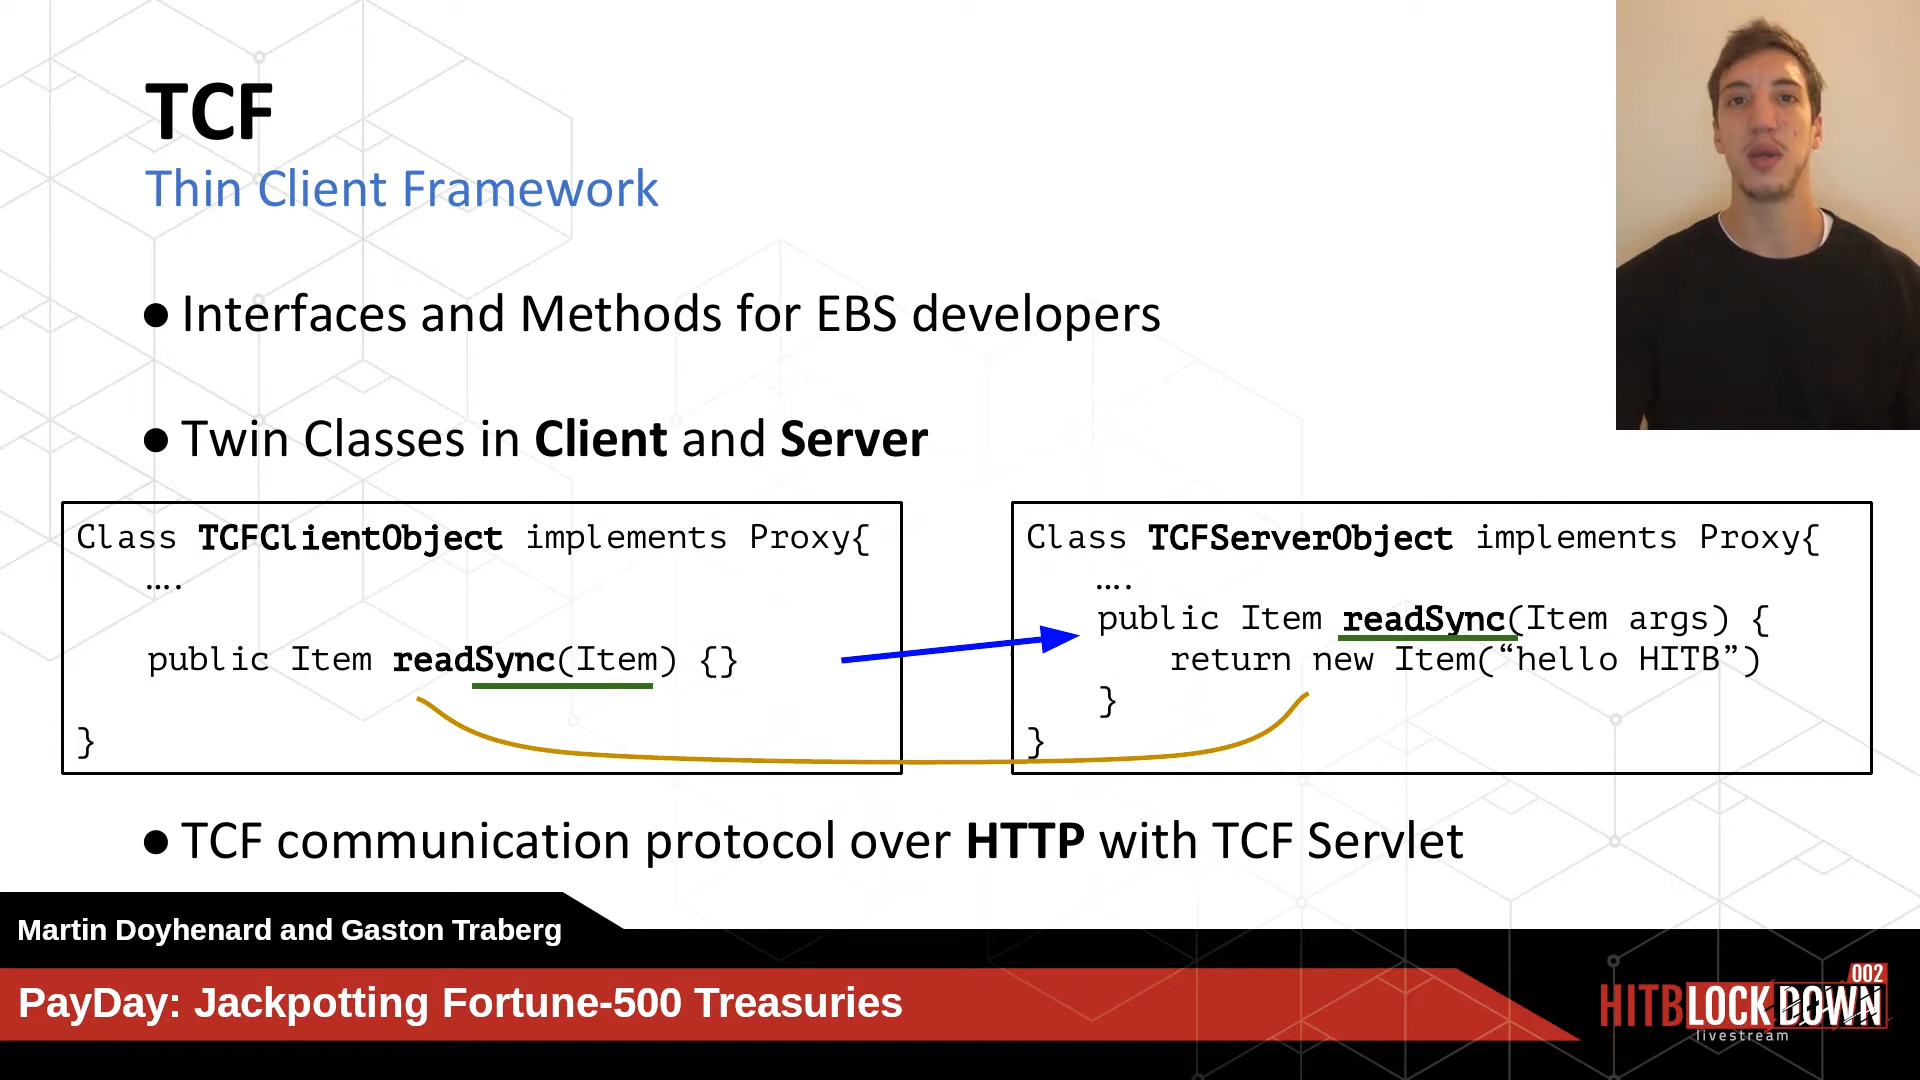 TCF
Thin Client Framework
● Interfaces and Methods for EBS developers
● Twin Classes in Client and Server
Class TCFClientObject implements Proxy{
....
public Item readSync(Item) {}
}
Class TCFServerObject implements Proxy{
....
public Item readSync(Item args) {
return new Item(“hello HITB”)
}
}
● TCF communication protocol over HTTP with TCF Servlet
Martin Doyhenard and Gaston Traberg
PayDay: Jackpotting Fortune-500 Treasuries
002
HITBLOCKDOWN
livestream